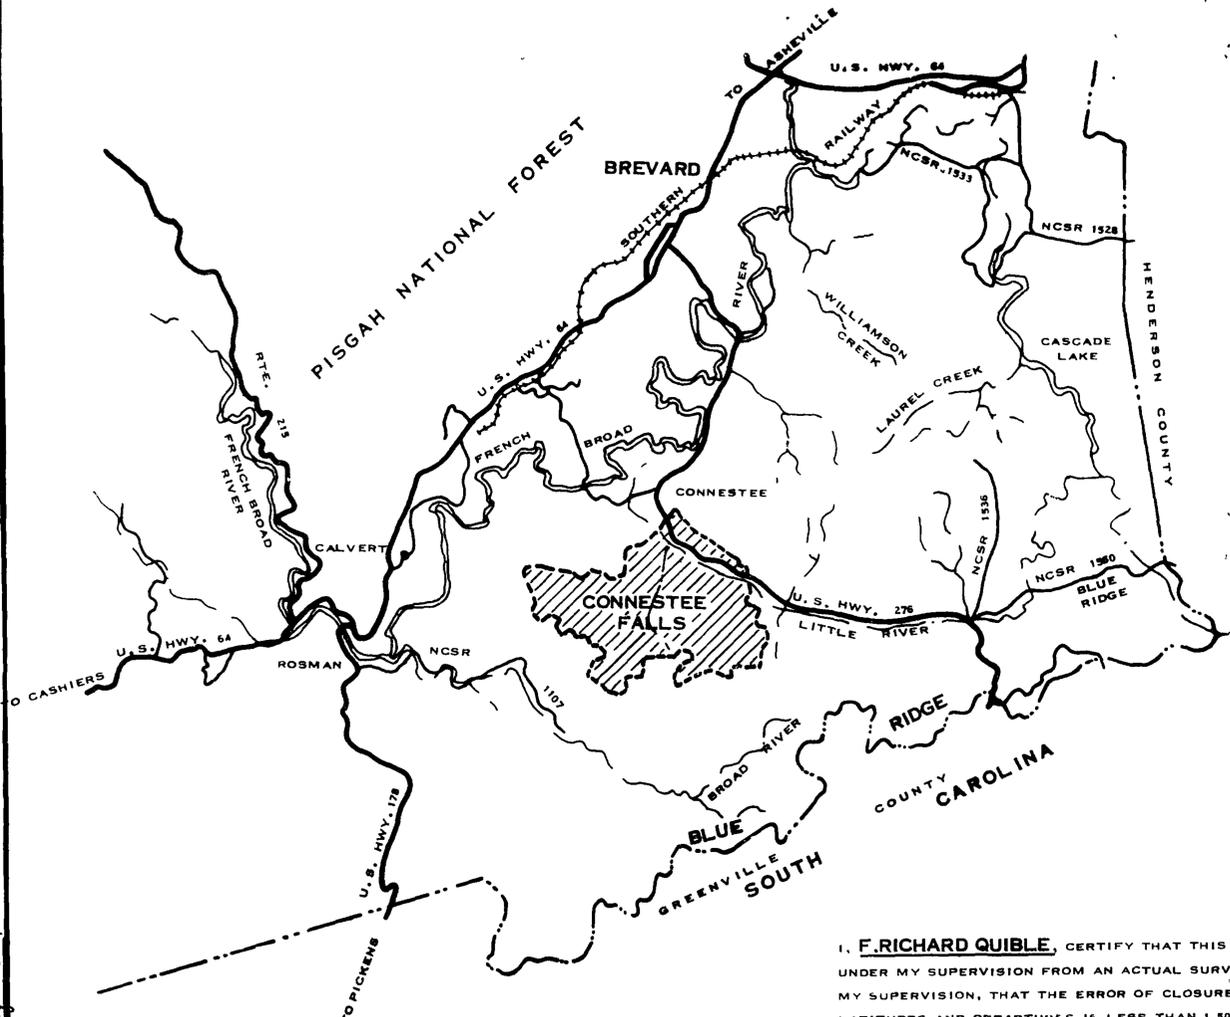 TO ASHEVILLE
U.S. HWY. 64
RAILWAY
BREVARD
NCSR 1533
SOUTHERN
PISGAH NATIONAL FOREST
NCSR 1528
RIVER
HENDERSON COUNTY
WILLIAMSON
CREEK
U.S. HWY. 64
CASCADE
LAKE
RTE. 215
LAUREL CREEK
FRENCH BROAD
FRENCH BROAD
RIVER
CONNESTEE
CALVERT
NCSR 1536
NCSR 1560
BLUE
RIDGE
CONNESTEE
FALLS
U.S. HWY. 276
LITTLE RIVER
U.S. HWY. 64
ROSMAN
NCSR 1107
TO CASHIERS
RIDGE
BROAD RIVER
COUNTY
CAROLINA
U.S. HWY. 178
BLUE
GREENVILLE
SOUTH
TO PICKENS
I, F.RICHARD QUIBLE, CERTIFY THAT THIS
UNDER MY SUPERVISION FROM AN ACTUAL SURV
MY SUPERVISION, THAT THE ERROR OF CLOSURE